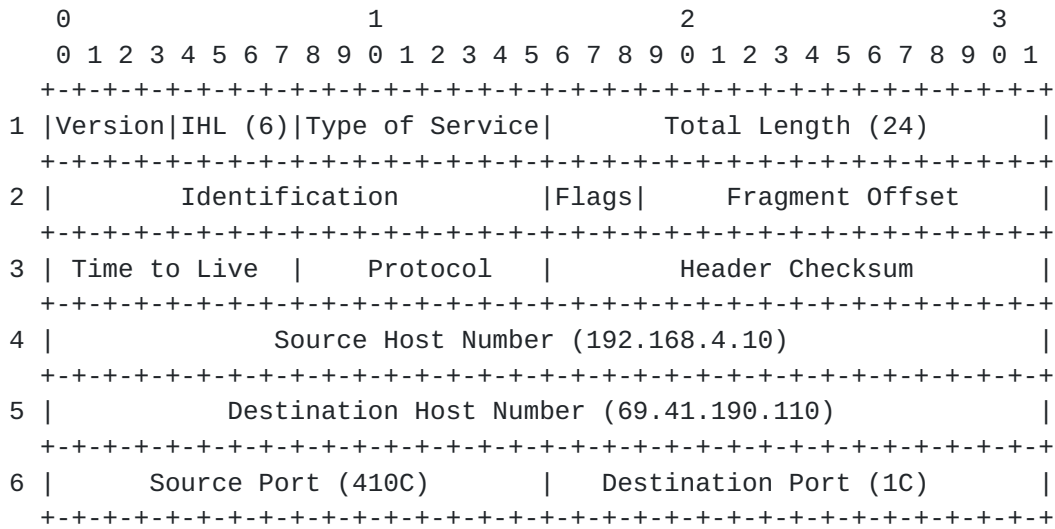 0                   1                   2                   3
0 1 2 3 4 5 6 7 8 9 0 1 2 3 4 5 6 7 8 9 0 1 2 3 4 5 6 7 8 9 0 1
+-+-+-+-+-+-+-+-+-+-+-+-+-+-+-+-+-+-+-+-+-+-+-+-+-+-+-+-+-+-+-+-+
1 |Version|IHL (6)|Type of Service|       Total Length (24)       |
+-+-+-+-+-+-+-+-+-+-+-+-+-+-+-+-+-+-+-+-+-+-+-+-+-+-+-+-+-+-+-+-+
2 |        Identification         |Flags|     Fragment Offset     |
+-+-+-+-+-+-+-+-+-+-+-+-+-+-+-+-+-+-+-+-+-+-+-+-+-+-+-+-+-+-+-+-+
3 | Time to Live  |    Protocol   |        Header Checksum        |
+-+-+-+-+-+-+-+-+-+-+-+-+-+-+-+-+-+-+-+-+-+-+-+-+-+-+-+-+-+-+-+-+
4 |              Source Host Number (192.168.4.10)                |
+-+-+-+-+-+-+-+-+-+-+-+-+-+-+-+-+-+-+-+-+-+-+-+-+-+-+-+-+-+-+-+-+
5 |           Destination Host Number (69.41.190.110)             |
+-+-+-+-+-+-+-+-+-+-+-+-+-+-+-+-+-+-+-+-+-+-+-+-+-+-+-+-+-+-+-+-+
6 |      Source Port (410C)       |   Destination Port (1C)       |
+-+-+-+-+-+-+-+-+-+-+-+-+-+-+-+-+-+-+-+-+-+-+-+-+-+-+-+-+-+-+-+-+